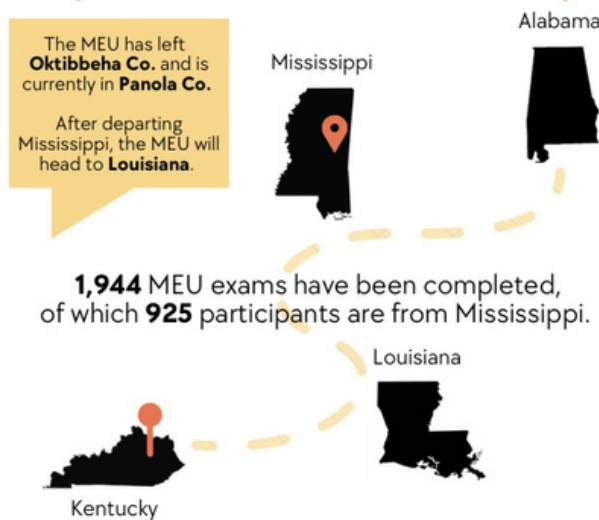 The MEU has left
Oktibbeha Co. and is
currently in Panola Co.
After departing
Mississippi, the MEU will
head to Louisiana.
Mississippi
Alabama
1,944 MEU exams have been completed,
of which 925 participants are from Mississippi.
Louisiana
Kentucky